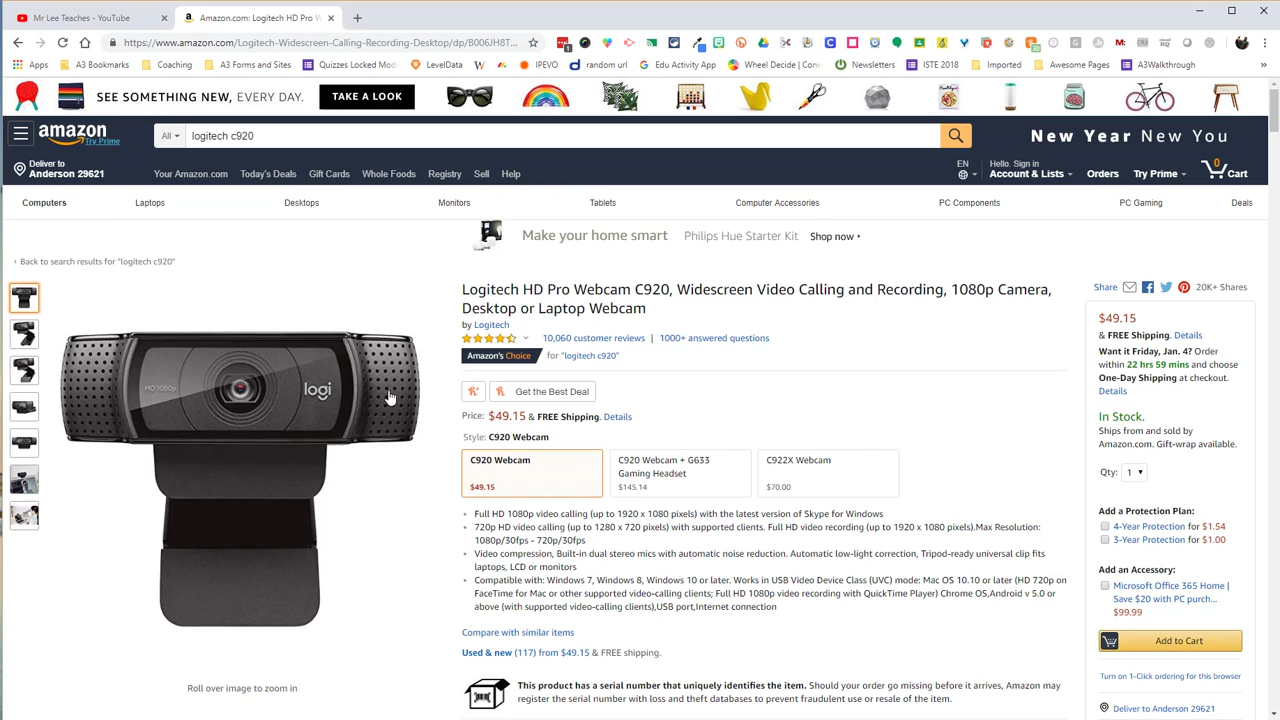 Mr Lee Teaches - YouTube
Amazon.com: Logitech HD Pro W
https://www.amazon.com/Logitech-Widescreen-Calling-Recording-Desktop/dp/B006JH8T...
Apps
A3 Bookmarks
Coaching
A3 Forms and Sites
Quizzes Locked Mod
LevelData
News
IPEVO
random url
Edu Activity App
Wheel Decide | Conv
Newsletters
ISTE 2018
Imported
Awesome Pages
A3Walkthrough
SEE SOMETHING NEW, EVERY DAY.
TAKE A LOOK
amazon
Try Prime
All
logitech c920
New Year New You
Deliver to
Anderson 29621
Your Amazon.com
Today's Deals
Gift Cards
Whole Foods
Registry
Sell
Help
EN
Hello. Sign in
Account & Lists
Orders
Try Prime
0
Cart
Computers
Laptops
Desktops
Monitors
Tablets
Computer Accessories
PC Components
PC Gaming
Deals
Make your home smart
Philips Hue Starter Kit
Shop now
‹ Back to search results for "logitech c920"
HD 1080p
logi
Roll over image to zoom in
Logitech HD Pro Webcam C920, Widescreen Video Calling and Recording, 1080p Camera,
Desktop or Laptop Webcam
by Logitech
10,060 customer reviews | 1000+ answered questions
Amazon's Choice for "logitech c920"
Get the Best Deal
Price: $49.15 & FREE Shipping. Details
Style: C920 Webcam
C920 Webcam
$49.15
C920 Webcam + G633
Gaming Headset
$145.14
C922X Webcam
$70.00
Full HD 1080p video calling (up to 1920 x 1080 pixels) with the latest version of Skype for Windows
720p HD video calling (up to 1280 x 720 pixels) with supported clients. Full HD video recording (up to 1920 x 1080 pixels).Max Resolution:
1080p/30fps - 720p/30fps
Video compression, Built-in dual stereo mics with automatic noise reduction. Automatic low-light correction, Tripod-ready universal clip fits
laptops, LCD or monitors
Compatible with: Windows 7, Windows 8, Windows 10 or later. Works in USB Video Device Class (UVC) mode: Mac OS 10.10 or later (HD 720p on
FaceTime for Mac or other supported video-calling clients; Full HD 1080p video recording with QuickTime Player) Chrome OS,Android v 5.0 or
above (with supported video-calling clients),USB port,Internet connection
Compare with similar items
Used & new (117) from $49.15 & FREE shipping.
This product has a serial number that uniquely identifies the item. Should your order go missing before it arrives, Amazon may
register the serial number with loss and theft databases to prevent fraudulent use or resale of the item.
Share
20K+ Shares
$49.15
& FREE Shipping. Details
Want it Friday, Jan. 4? Order
within 22 hrs 59 mins and choose
One-Day Shipping at checkout.
Details
In Stock.
Ships from and sold by
Amazon.com. Gift-wrap available.
Qty: 1
Add a Protection Plan:
4-Year Protection for $1.54
3-Year Protection for $1.00
Add an Accessory:
Microsoft Office 365 Home |
Save $20 with PC purch...
$99.99
Add to Cart
Turn on 1-Click ordering for this browser
Deliver to Anderson 29621